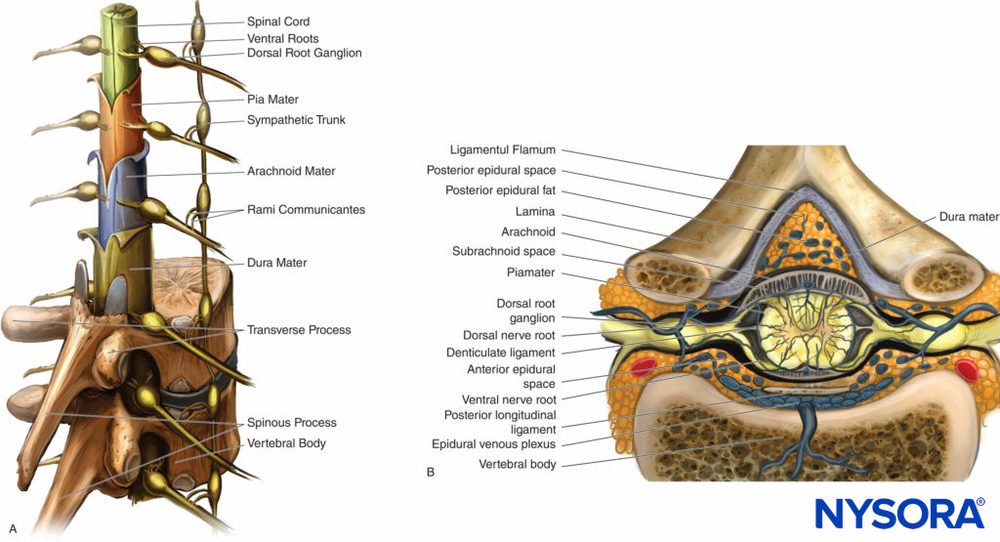 Spinal Cord
Ventral Roots
Dorsal Root Ganglion
Pia Mater
Sympathetic Trunk
Arachnoid Mater
Rami Communicantes
Dura Mater
Transverse Process
Spinous Process
Vertebral Body
A
Ligamentul Flamum
Posterior epidural space
Posterior epidural fat
Lamina
Arachnoid
Subrachnoid space
Piamater
Dorsal root
ganglion
Dorsal nerve root
Denticulate ligament
Anterior epidural
space
Ventral nerve root
Posterior longitudinal
ligament
Epidural venous plexus
Vertebral body
Dura mater
B
NYSORA®